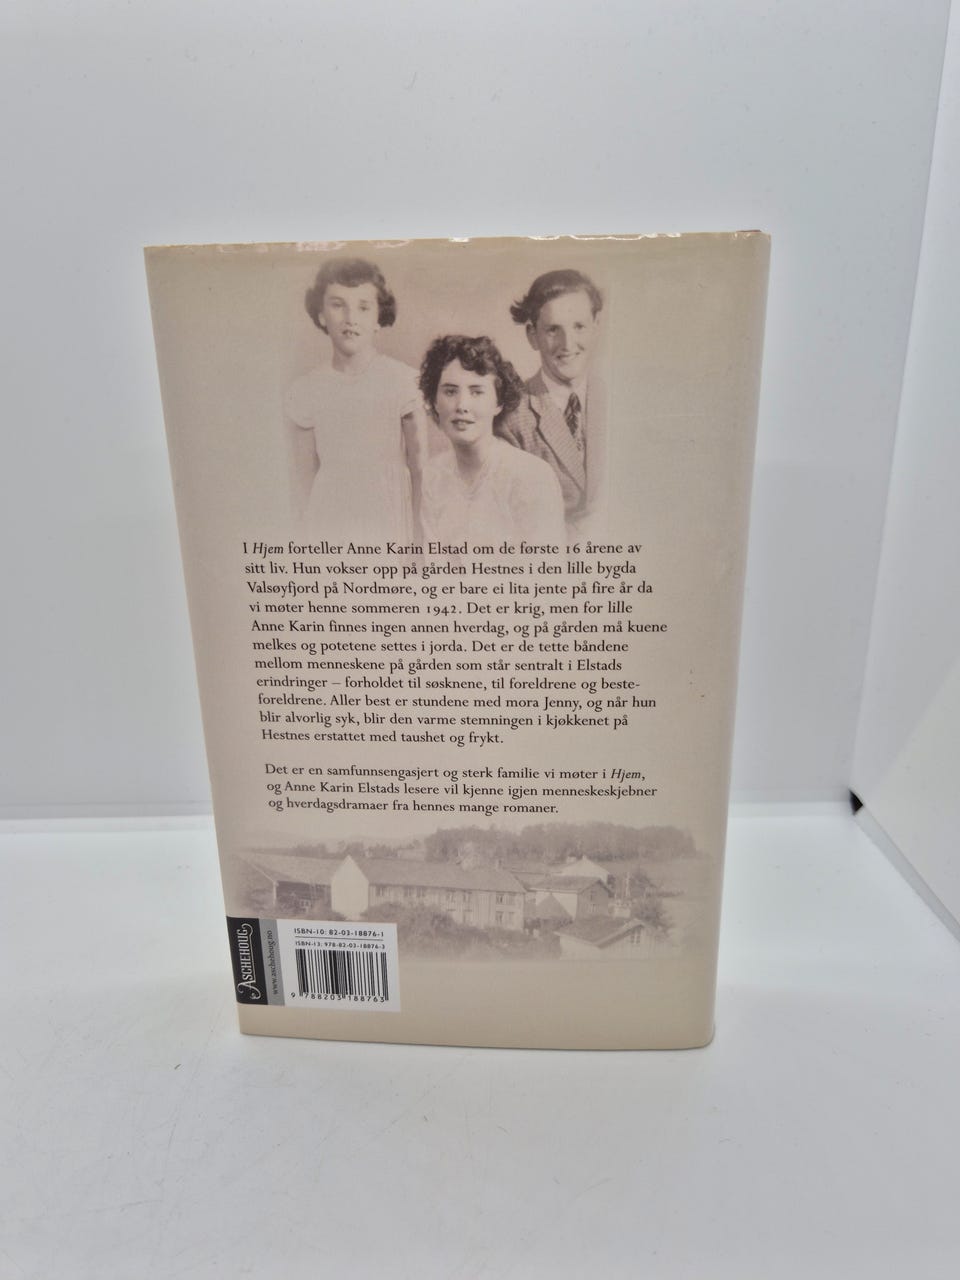 I Hjem forteller Anne Karin Elstad om de første 16 årene av
sitt liv. Hun vokser opp på gården Hestnes i den lille bygda
Valsøyfjord på Nordmøre, og er bare ei lita jente på fire år da
vi møter henne sommeren 1942. Det er krig, men for lille
Anne Karin finnes ingen annen hverdag, og på gården må kuene
melkes og potetene settes i jorda. Det er de tette båndene
mellom menneskene på gården som står sentralt i Elstads
erindringer – forholdet til søsknene, til foreldrene og beste-
foreldrene. Aller best er stundene med mora Jenny, og når hun
blir alvorlig syk, blir den varme stemningen i kjøkkenet på
Hestnes erstattet med taushet og frykt.
Det er en samfunnsengasjert og sterk familie vi møter i Hjem,
og Anne Karin Elstads lesere vil kjenne igjen menneskeskjebner
og hverdagsdramaer fra hennes mange romaner.
ASCHEHOUG
www.aschehoug.no
ISBN-10: 82-03-18876-1
ISBN-13: 978-82-03-18876-3
9 788203 188763